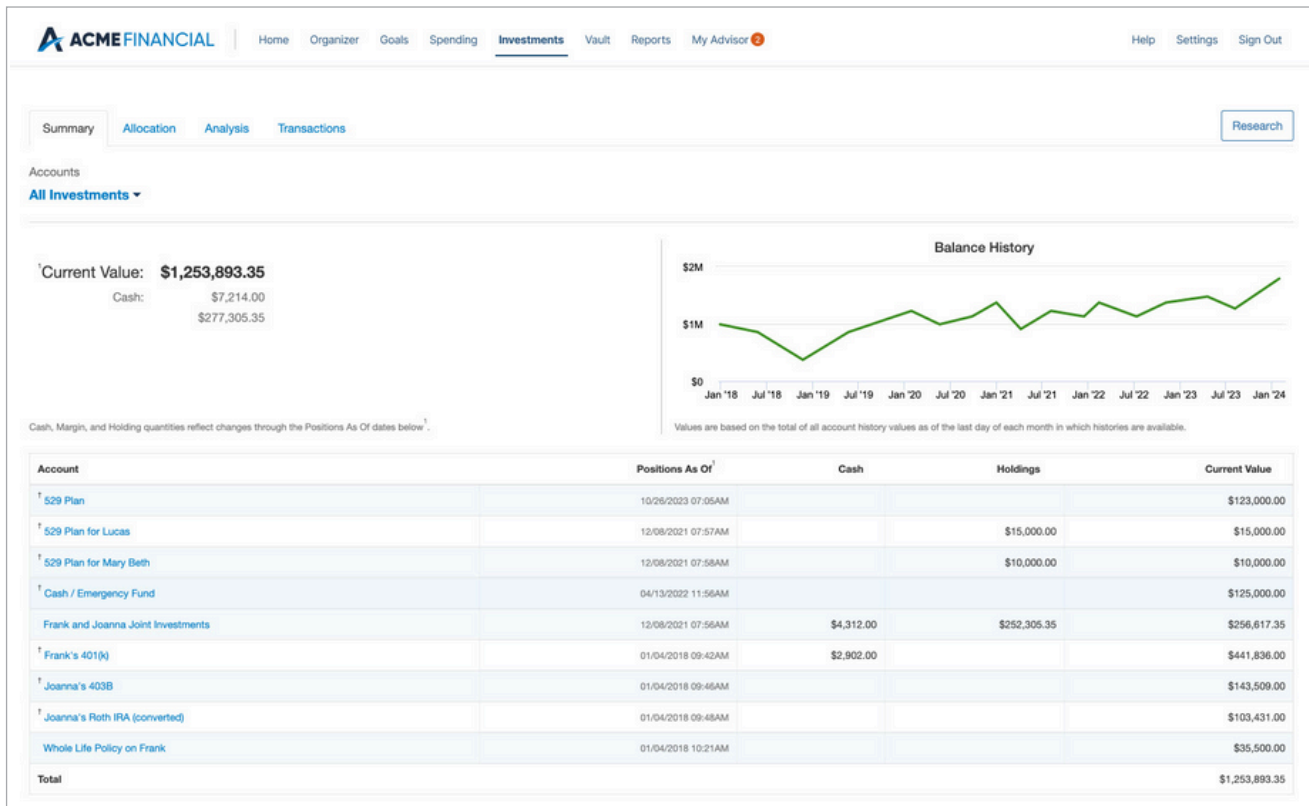 ACMEFINANCIAL Home Organizer Goals Spending Investments Vault Reports My Advisor 2 Help Settings Sign Out
Summary Allocation Analysis Transactions Research
Accounts
All Investments
†Current Value: $1,253,893.35
Cash: $7,214.00
$277,305.35
Cash, Margin, and Holding quantities reflect changes through the Positions As Of dates below†.
Balance History
$2M
$1M
$0
Jan '18 Jul '18 Jan '19 Jul '19 Jan '20 Jul '20 Jan '21 Jul '21 Jan '22 Jul '22 Jan '23 Jul '23 Jan '24
Values are based on the total of all account history values as of the last day of each month in which histories are available.
Account Positions As Of† Cash Holdings Current Value
† 529 Plan 10/26/2023 07:05AM $123,000.00
† 529 Plan for Lucas 12/08/2021 07:57AM $15,000.00 $15,000.00
† 529 Plan for Mary Beth 12/08/2021 07:58AM $10,000.00 $10,000.00
† Cash / Emergency Fund 04/13/2022 11:56AM $125,000.00
Frank and Joanna Joint Investments 12/08/2021 07:56AM $4,312.00 $252,305.35 $256,617.35
† Frank's 401(k) 01/04/2018 09:42AM $2,902.00 $441,836.00
† Joanna's 403B 01/04/2018 09:46AM $143,509.00
† Joanna's Roth IRA (converted) 01/04/2018 09:48AM $103,431.00
Whole Life Policy on Frank 01/04/2018 10:21AM $35,500.00
Total $1,253,893.35